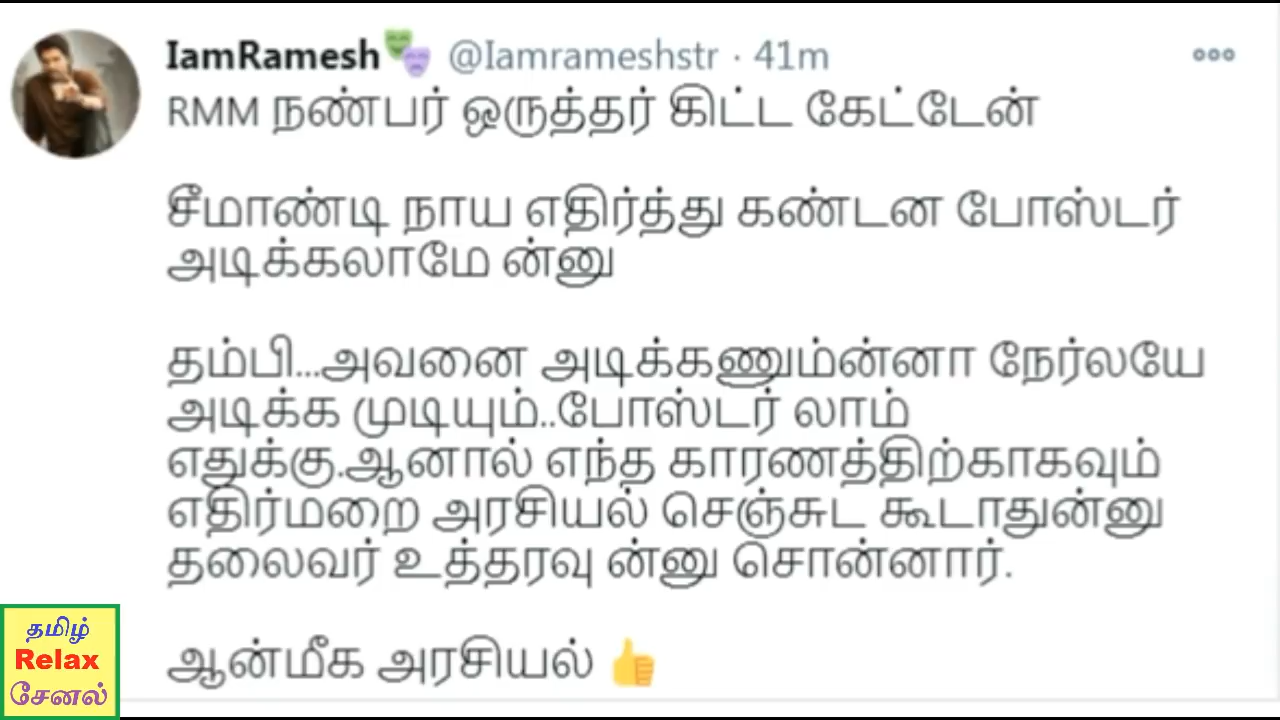 IamRamesh @Iamrameshstr · 41m
RMM நண்பர் ஒருத்தர் கிட்ட கேட்டேன்
சீமாண்டி நாய எதிர்த்து கண்டன போஸ்டர்
அடிக்கலாமே ன்னு
தம்பி...அவனை அடிக்கணும்ன்னா நேர்லயே
அடிக்க முடியும்..போஸ்டர் லாம்
எதுக்கு.ஆனால் எந்த காரணத்திற்காகவும்
எதிர்மறை அரசியல் செஞ்சுட கூடாதுன்னு
தலைவர் உத்தரவு ன்னு சொன்னார்.
ஆன்மீக அரசியல்
தமிழ்
Relax
சேனல்